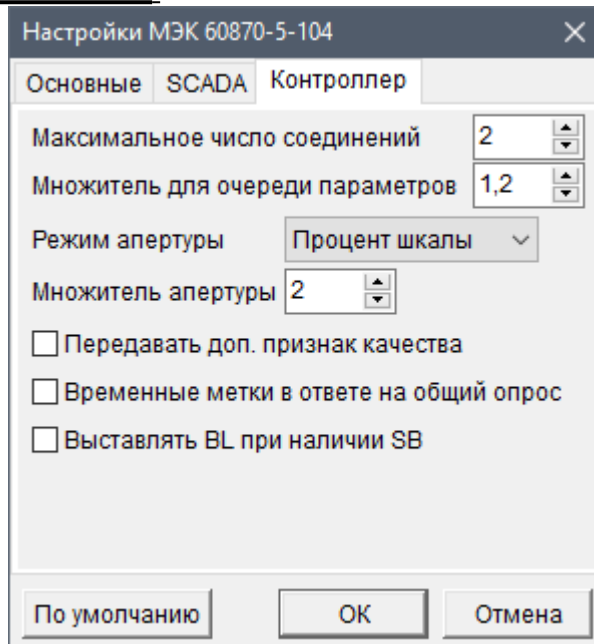 Настройки МЭК 60870-5-104
Основные SCADA Контроллер
Максимальное число соединений 2
Множитель для очереди параметров 1,2
Режим апертуры Процент шкалы
Множитель апертуры 2
Передавать доп. признак качества
Временные метки в ответе на общий опрос
Выставлять BL при наличии SB
По умолчанию ОК Отмена